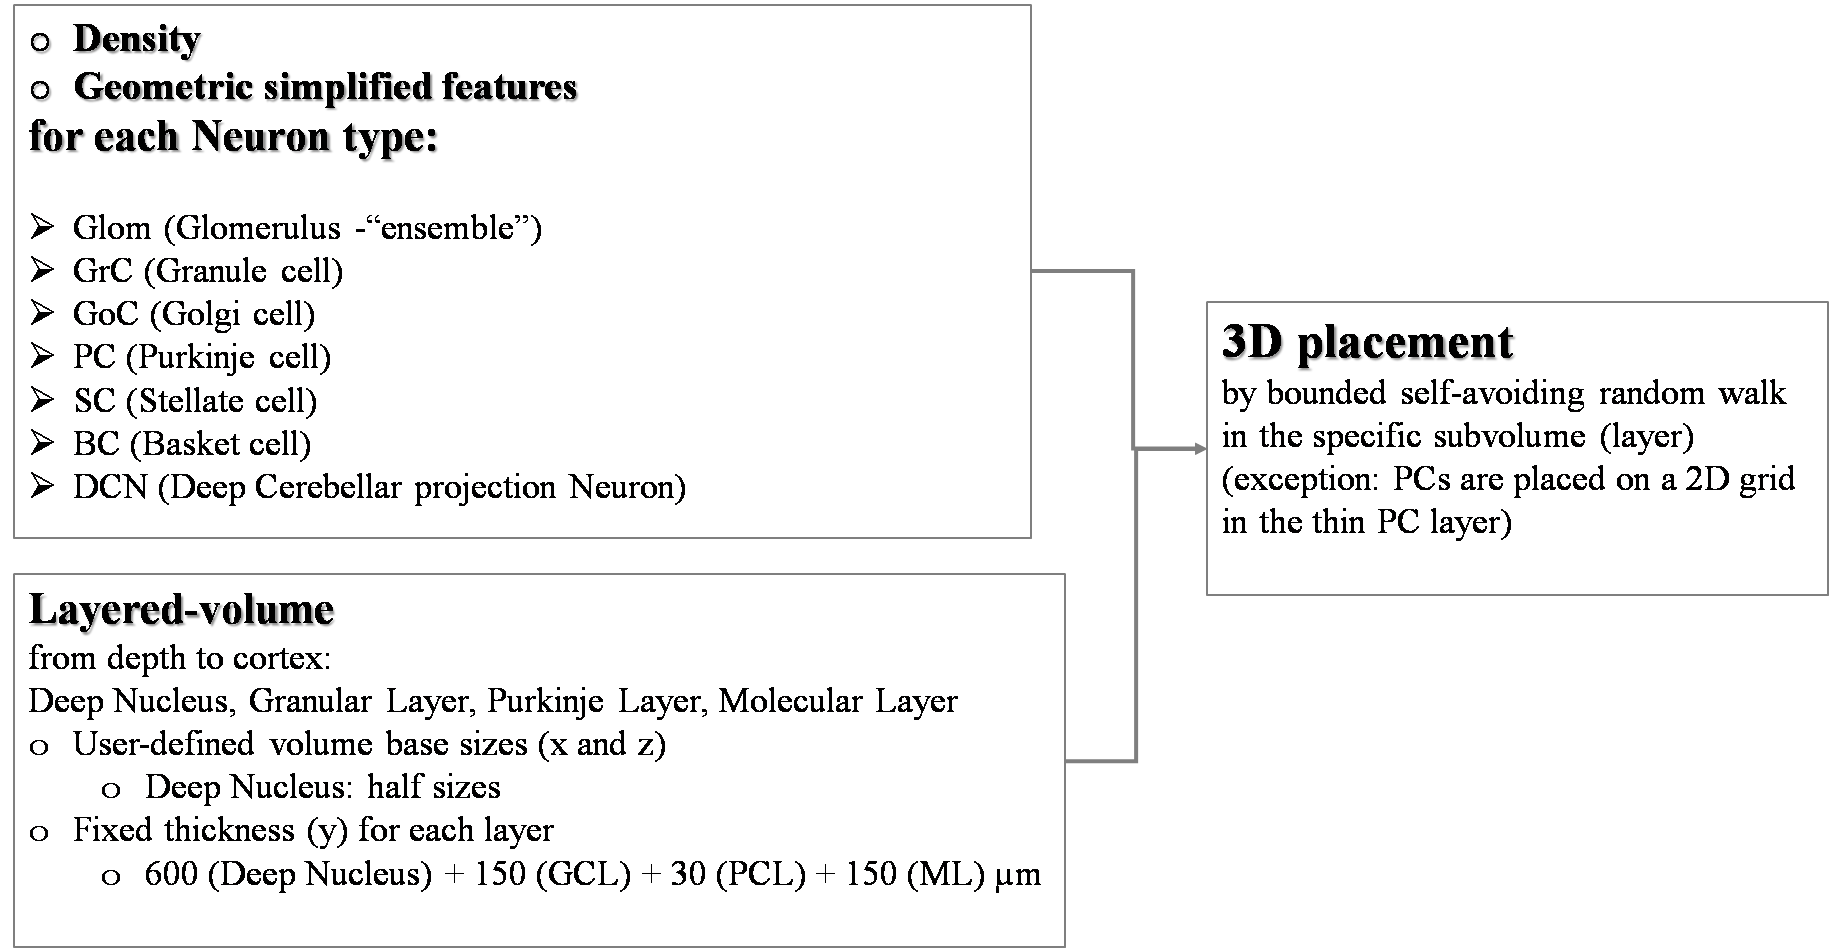 o Density
o Geometric simplified features
for each Neuron type:
➢ Glom (Glomerulus -“ensemble”)
➢ GrC (Granule cell)
➢ GoC (Golgi cell)
➢ PC (Purkinje cell)
➢ SC (Stellate cell)
➢ BC (Basket cell)
➢ DCN (Deep Cerebellar projection Neuron)
Layered-volume
from depth to cortex:
Deep Nucleus, Granular Layer, Purkinje Layer, Molecular Layer
o User-defined volume base sizes (x and z)
o Deep Nucleus: half sizes
o Fixed thickness (y) for each layer
o 600 (Deep Nucleus) + 150 (GCL) + 30 (PCL) + 150 (ML) µm
3D placement
by bounded self-avoiding random walk
in the specific subvolume (layer)
(exception: PCs are placed on a 2D grid
in the thin PC layer)